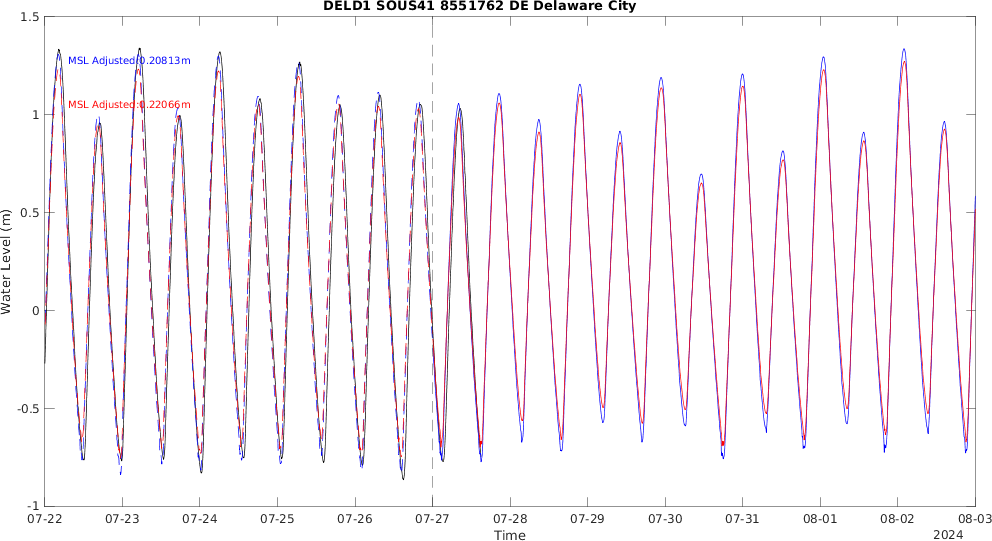 DELD1 SOUS41 8551762 DE Delaware City
1.5
MSL Adjusted:0.20813m
MSL Adjusted:0.22066m
1
0.5
Water Level (m)
0
-0.5
-1
07-22 07-23 07-24 07-25 07-26 07-27 07-28 07-29 07-30 07-31 08-01 08-02 08-03
Time
2024